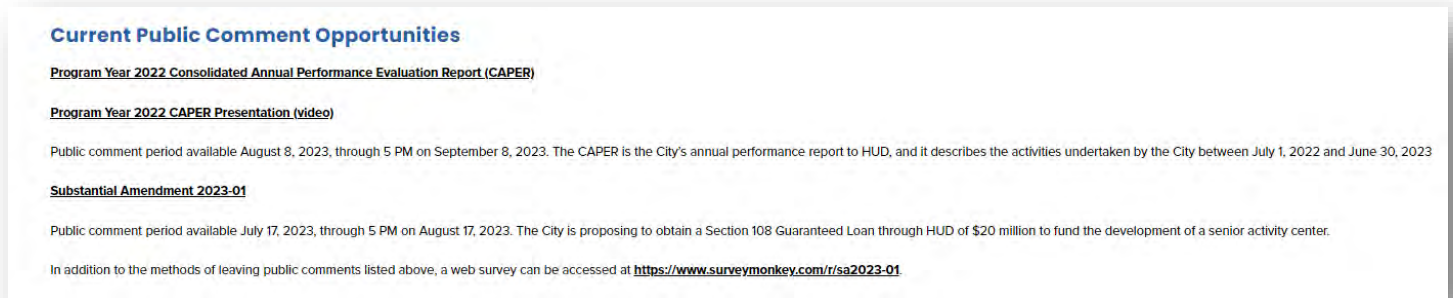 Current Public Comment Opportunities
Program Year 2022 Consolidated Annual Performance Evaluation Report (CAPER)
Program Year 2022 CAPER Presentation (video)
Public comment period available August 8, 2023, through 5 PM on September 8, 2023. The CAPER is the City's annual performance report to HUD, and it describes the activities undertaken by the City between July 1, 2022 and June 30, 2023
Substantial Amendment 2023-01
Public comment period available July 17, 2023, through 5 PM on August 17, 2023. The City is proposing to obtain a Section 108 Guaranteed Loan through HUD of $20 million to fund the development of a senior activity center.
In addition to the methods of leaving public comments listed above, a web survey can be accessed at https://www.surveymonkey.com/r/sa2023-01.